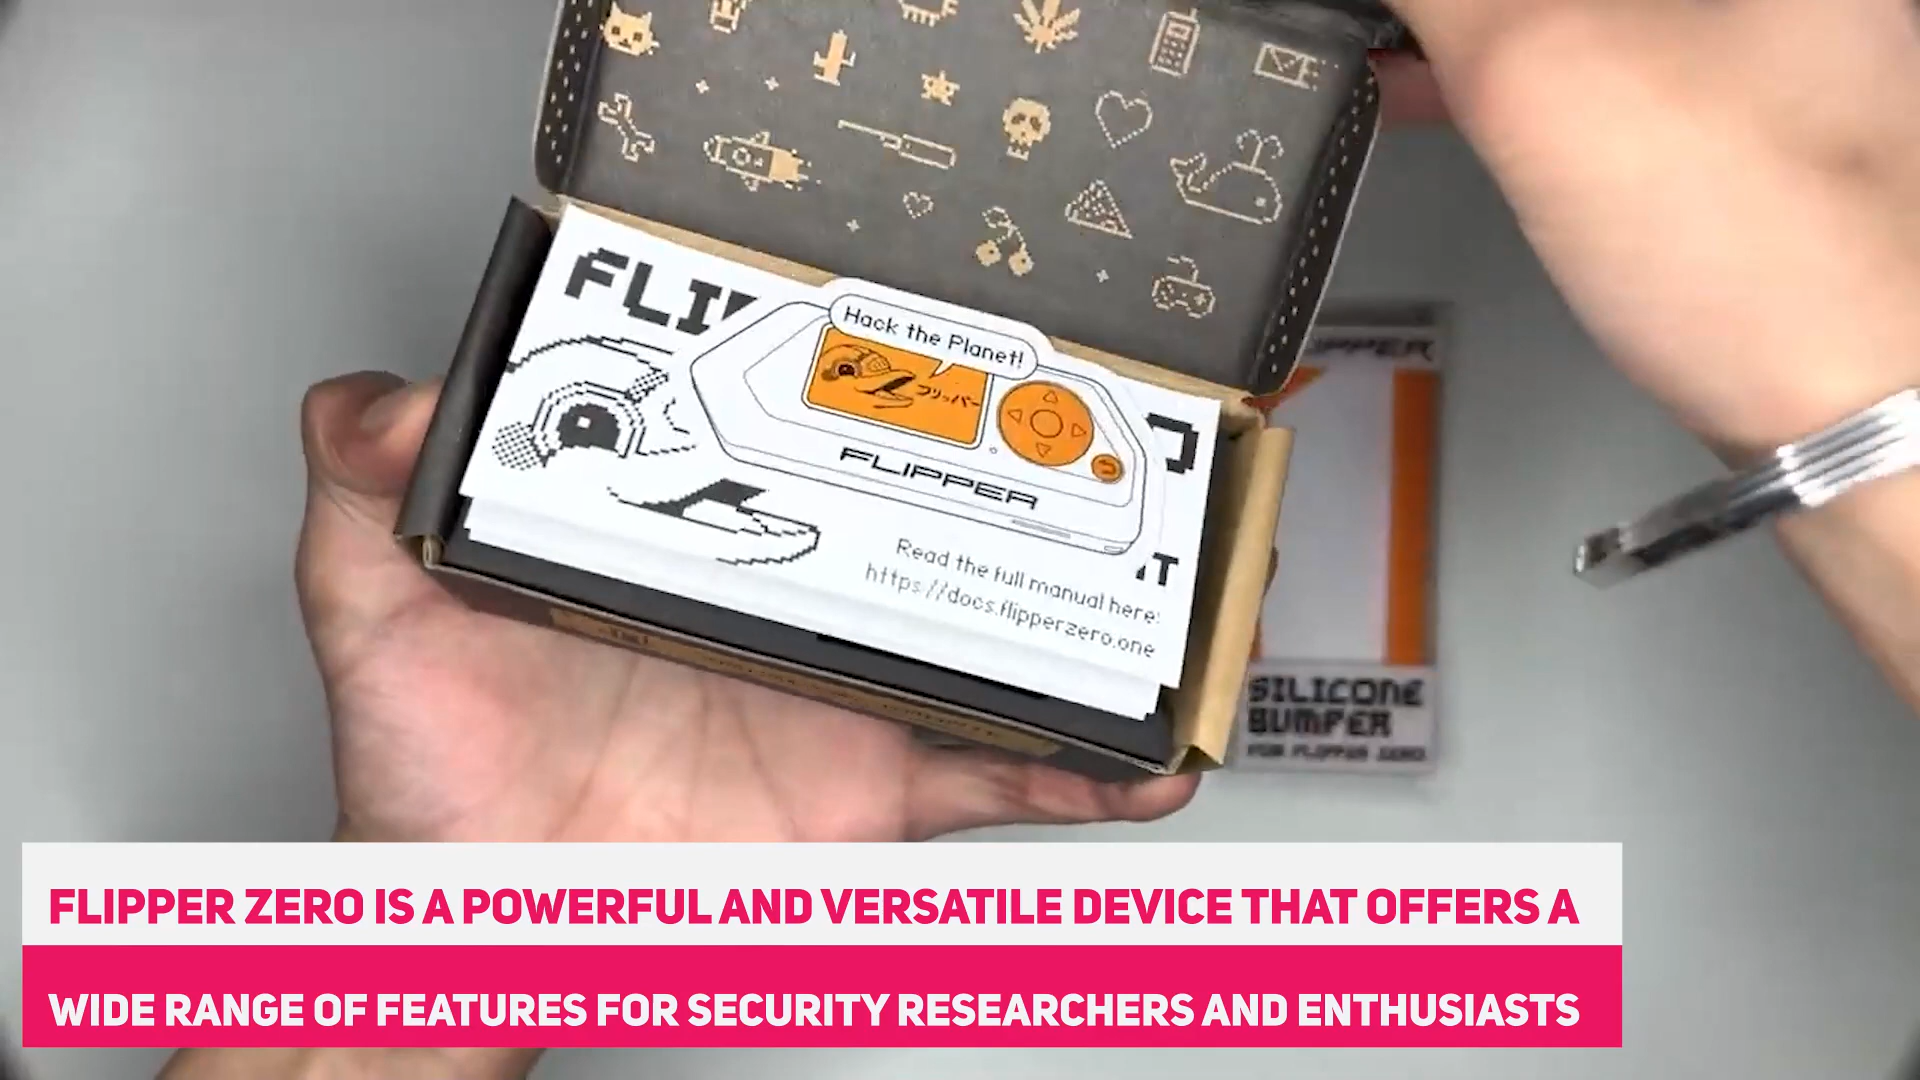 FLI
Hack the Planet!
フリッパー
FLIPPER
Read the full manual here:
https://docs.flipperzero.one
SILICONE
BUMPER
FOR FLIPPER ZERO
FLIPPER ZERO IS A POWERFUL AND VERSATILE DEVICE THAT OFFERS A
WIDE RANGE OF FEATURES FOR SECURITY RESEARCHERS AND ENTHUSIASTS